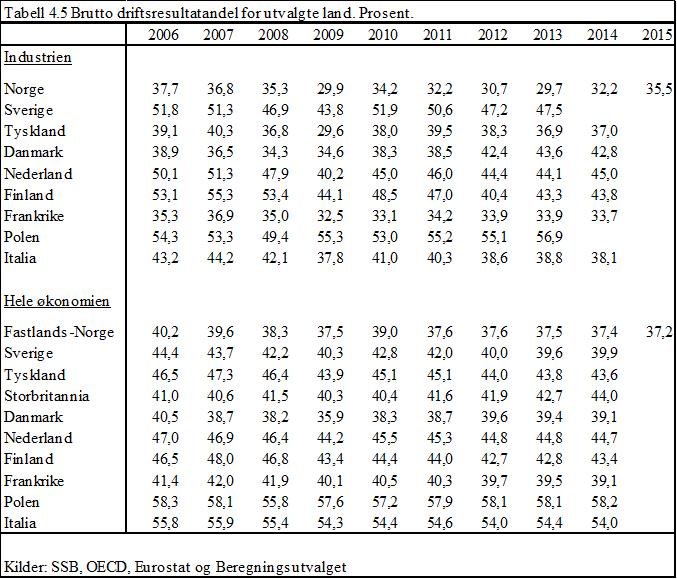 Tabell 4.5 Brutto driftsresultatandel for utvalgte land. Prosent.
2006 2007 2008 2009 2010 2011 2012 2013 2014 2015
Industrien
Norge 37,7 36,8 35,3 29,9 34,2 32,2 30,7 29,7 32,2 35,5
Sverige 51,8 51,3 46,9 43,8 51,9 50,6 47,2 47,5
Tyskland 39,1 40,3 36,8 29,6 38,0 39,5 38,3 36,9 37,0
Danmark 38,9 36,5 34,3 34,6 38,3 38,5 42,4 43,6 42,8
Nederland 50,1 51,3 47,9 40,2 45,0 46,0 44,4 44,1 45,0
Finland 53,1 55,3 53,4 44,1 48,5 47,0 40,4 43,3 43,8
Frankrike 35,3 36,9 35,0 32,5 33,1 34,2 33,9 33,9 33,7
Polen 54,3 53,3 49,4 55,3 53,0 55,2 55,1 56,9
Italia 43,2 44,2 42,1 37,8 41,0 40,3 38,6 38,8 38,1
Hele økonomien
Fastlands-Norge 40,2 39,6 38,3 37,5 39,0 37,6 37,6 37,5 37,4 37,2
Sverige 44,4 43,7 42,2 40,3 42,8 42,0 40,0 39,6 39,9
Tyskland 46,5 47,3 46,4 43,9 45,1 45,1 44,0 43,8 43,6
Storbritannia 41,0 40,6 41,5 40,3 40,4 41,6 41,9 42,7 44,0
Danmark 40,5 38,7 38,2 35,9 38,3 38,7 39,6 39,4 39,1
Nederland 47,0 46,9 46,4 44,2 45,5 45,3 44,8 44,8 44,7
Finland 46,5 48,0 46,8 43,4 44,4 44,0 42,7 42,8 43,4
Frankrike 41,4 42,0 41,9 40,1 40,5 40,3 39,7 39,5 39,1
Polen 58,3 58,1 55,8 57,6 57,2 57,9 58,1 58,1 58,2
Italia 55,8 55,9 55,4 54,3 54,4 54,6 54,0 54,4 54,0
Kilder: SSB, OECD, Eurostat og Beregningsutvalget